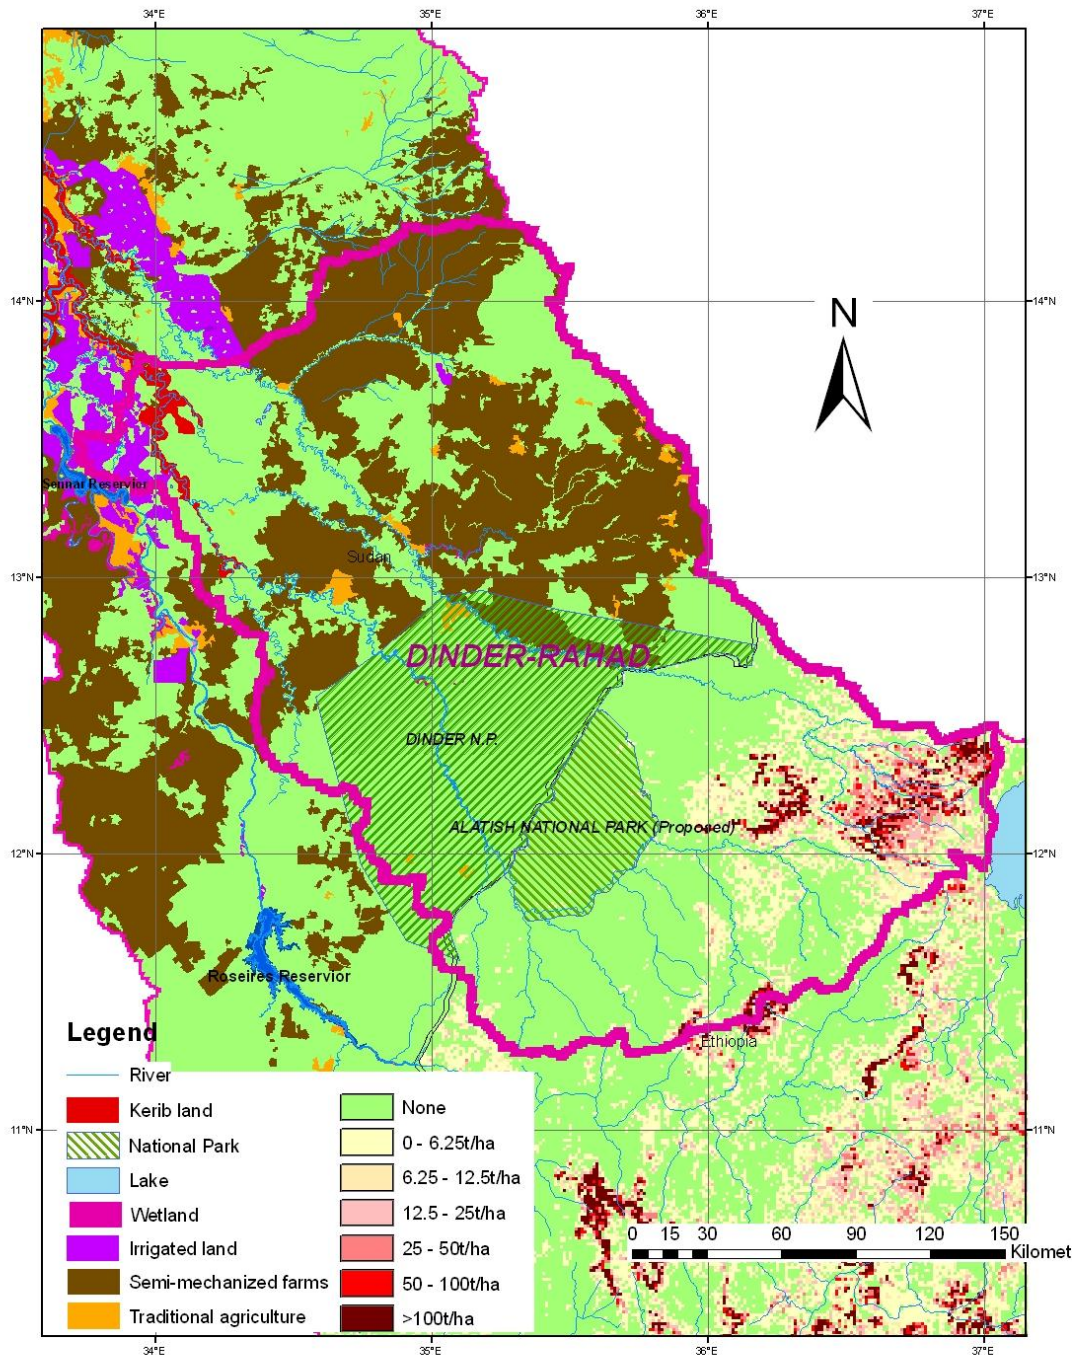 34°E 35°E 36°E 37°E
N
14°N 14°N
Sennar Reservior
Sudan
13°N 13°N
DINDER-RAHAD
DINDER N.P.
ALATISH NATIONAL PARK (Proposed)
12°N 12°N
Roseires Reservior
Ethiopia
Legend
River
Kerib land
National Park
Lake
Wetland
Irrigated land
Semi-mechanized farms
Traditional agriculture
None
0 - 6.25t/ha
6.25 - 12.5t/ha
12.5 - 25t/ha
25 - 50t/ha
50 - 100t/ha
>100t/ha
11°N 11°N
0 15 30 60 90 120 150
Kilomet
34°E 35°E 36°E 37°E